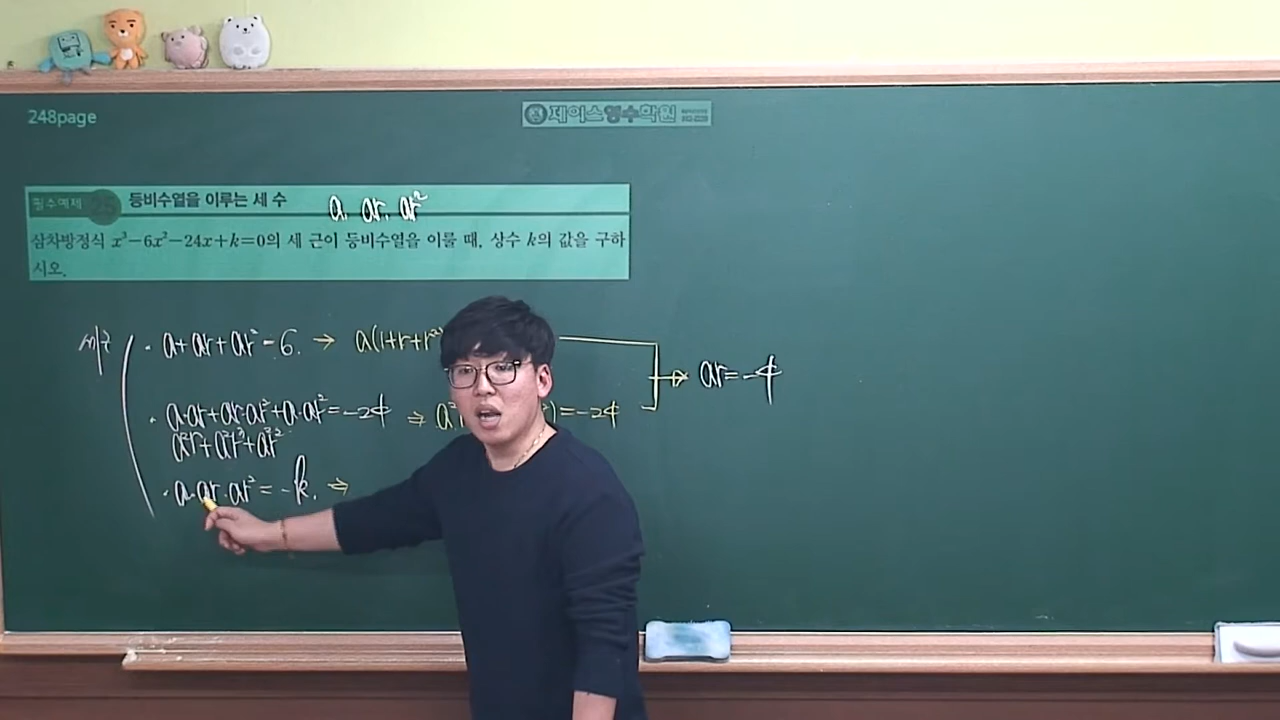 248page
제이스영수학원
필수예제
등비수열을 이루는 세 수
a, ar, ar²
삼차방정식 x³-6x²-24x+k=0의 세 근이 등비수열을 이룰 때, 상수 k의 값을 구하
시오.
· a+ar+ar²=6. → a(1+r+r²)
· a·ar+ar·ar²+a·ar²=-24 ⇒ a² )=-24
a²r+a²r³+a²r²
· a·ar·ar²=-k. ⇒
ar=-4